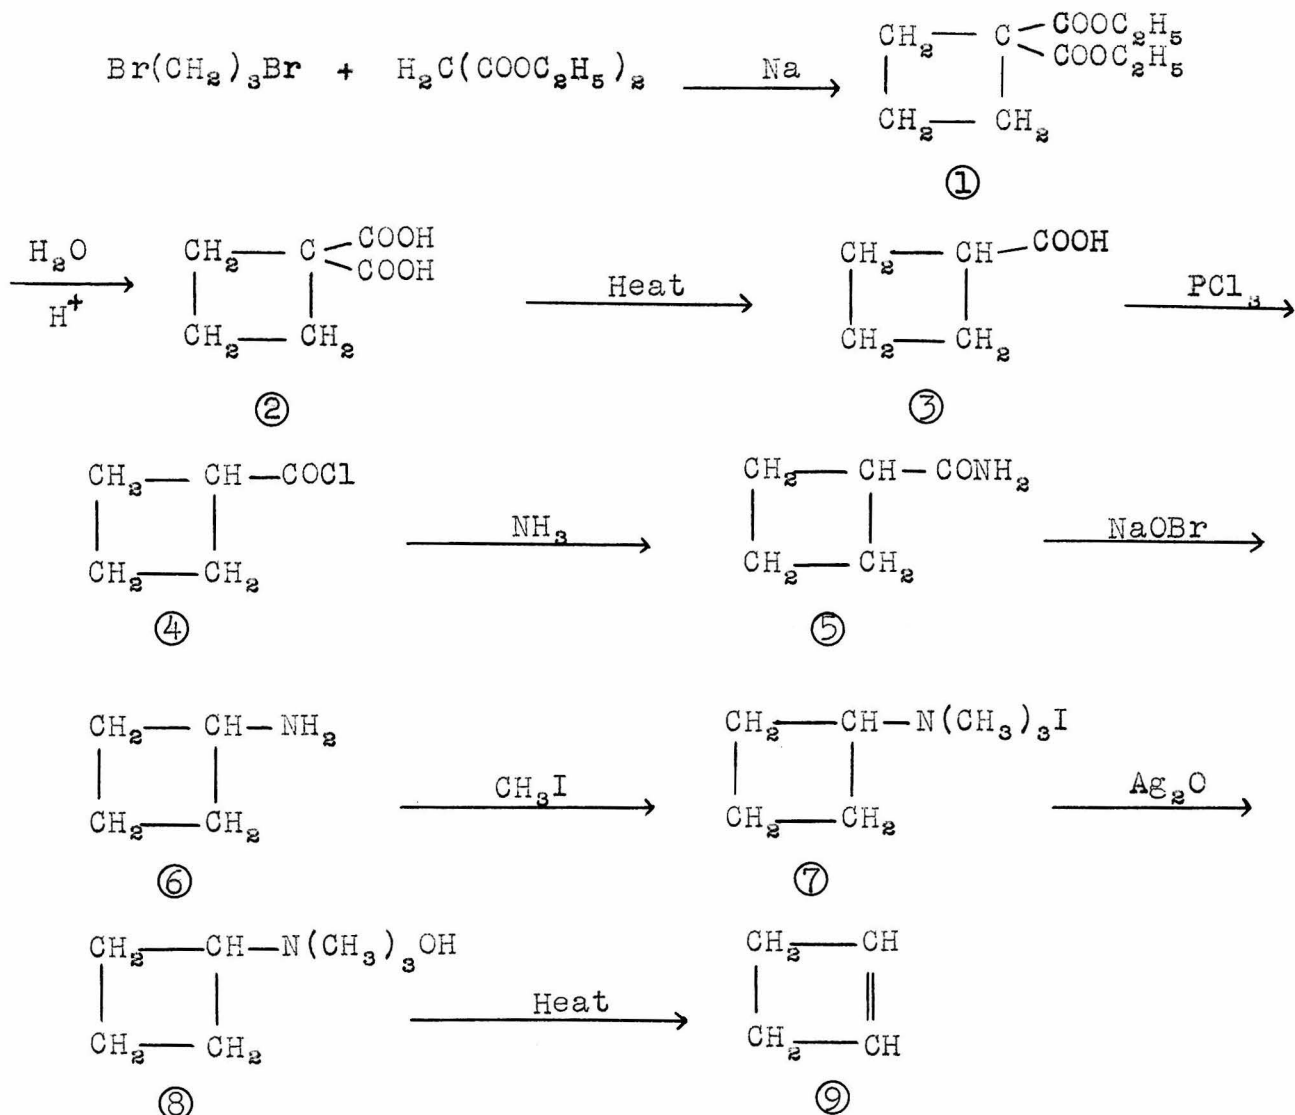 Br(CH₂)₃Br + H₂C(COOC₂H₅)₂ Na CH₂ C COOC₂H₅
COOC₂H₅
CH₂ CH₂
①
H₂O
H⁺
CH₂ C COOH
COOH
CH₂ CH₂
②
Heat
CH₂ CH COOH
CH₂ CH₂
③
PCl₃
CH₂ CH COCl
CH₂ CH₂
④
NH₃
CH₂ CH CONH₂
CH₂ CH₂
⑤
NaOBr
CH₂ CH NH₂
CH₂ CH₂
⑥
CH₃I
CH₂ CH N(CH₃)₃I
CH₂ CH₂
⑦
Ag₂O
CH₂ CH N(CH₃)₃OH
CH₂ CH₂
⑧
Heat
CH₂ CH
CH₂ CH
⑨